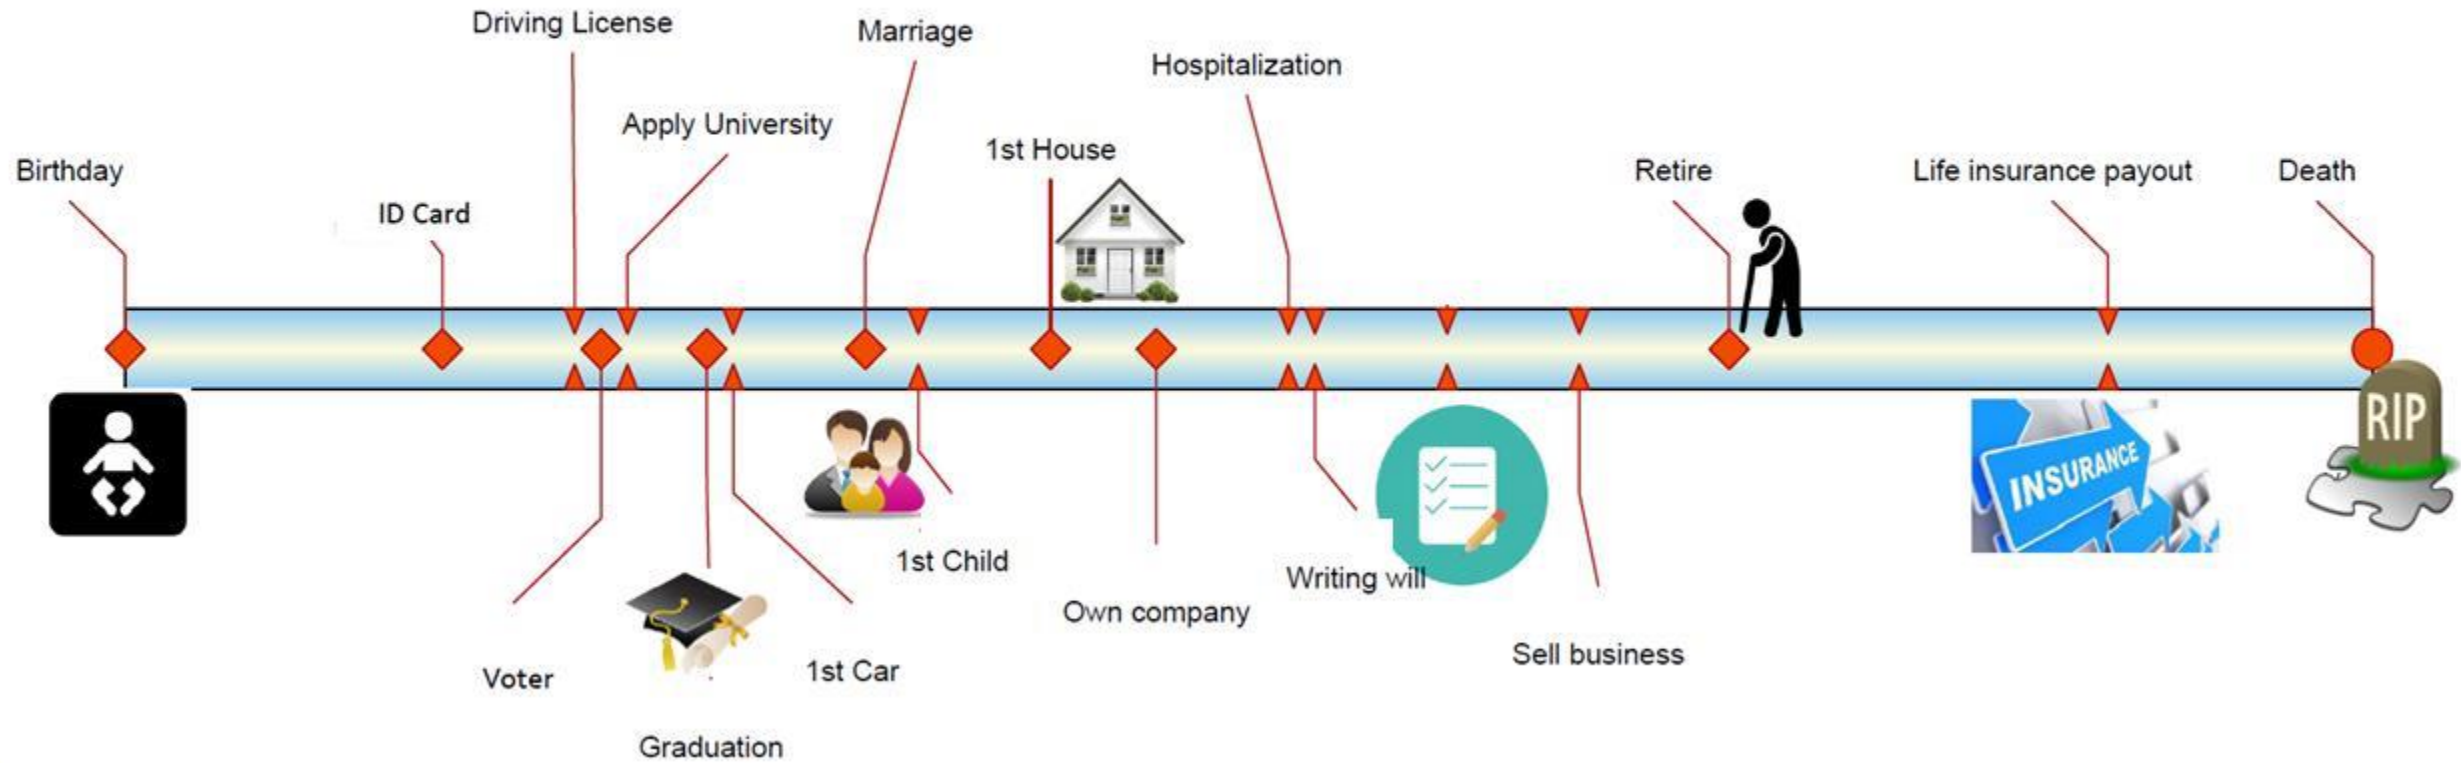 Driving License
Marriage
Hospitalization
Apply University
1st House
Birthday
Retire
Life insurance payout
Death
ID Card
RIP
INSURANCE
1st Child
Writing will
Own company
Sell business
1st Car
Voter
Graduation